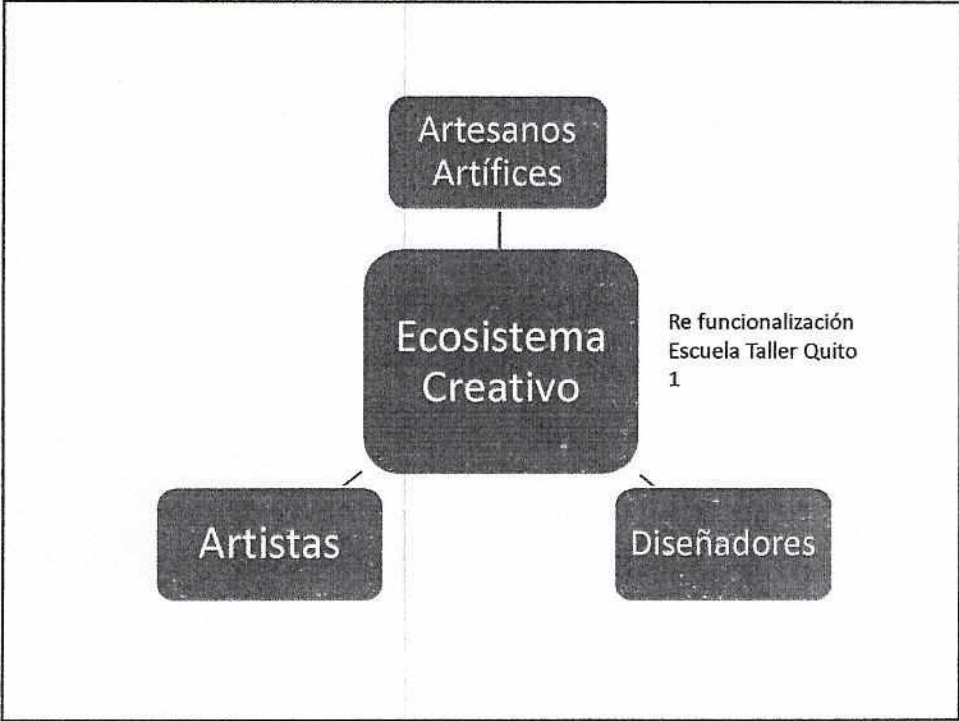 Artesanos
Artífices
Ecosistema
Creativo
Re funcionalización
Escuela Taller Quito
1
Artistas
Diseñadores